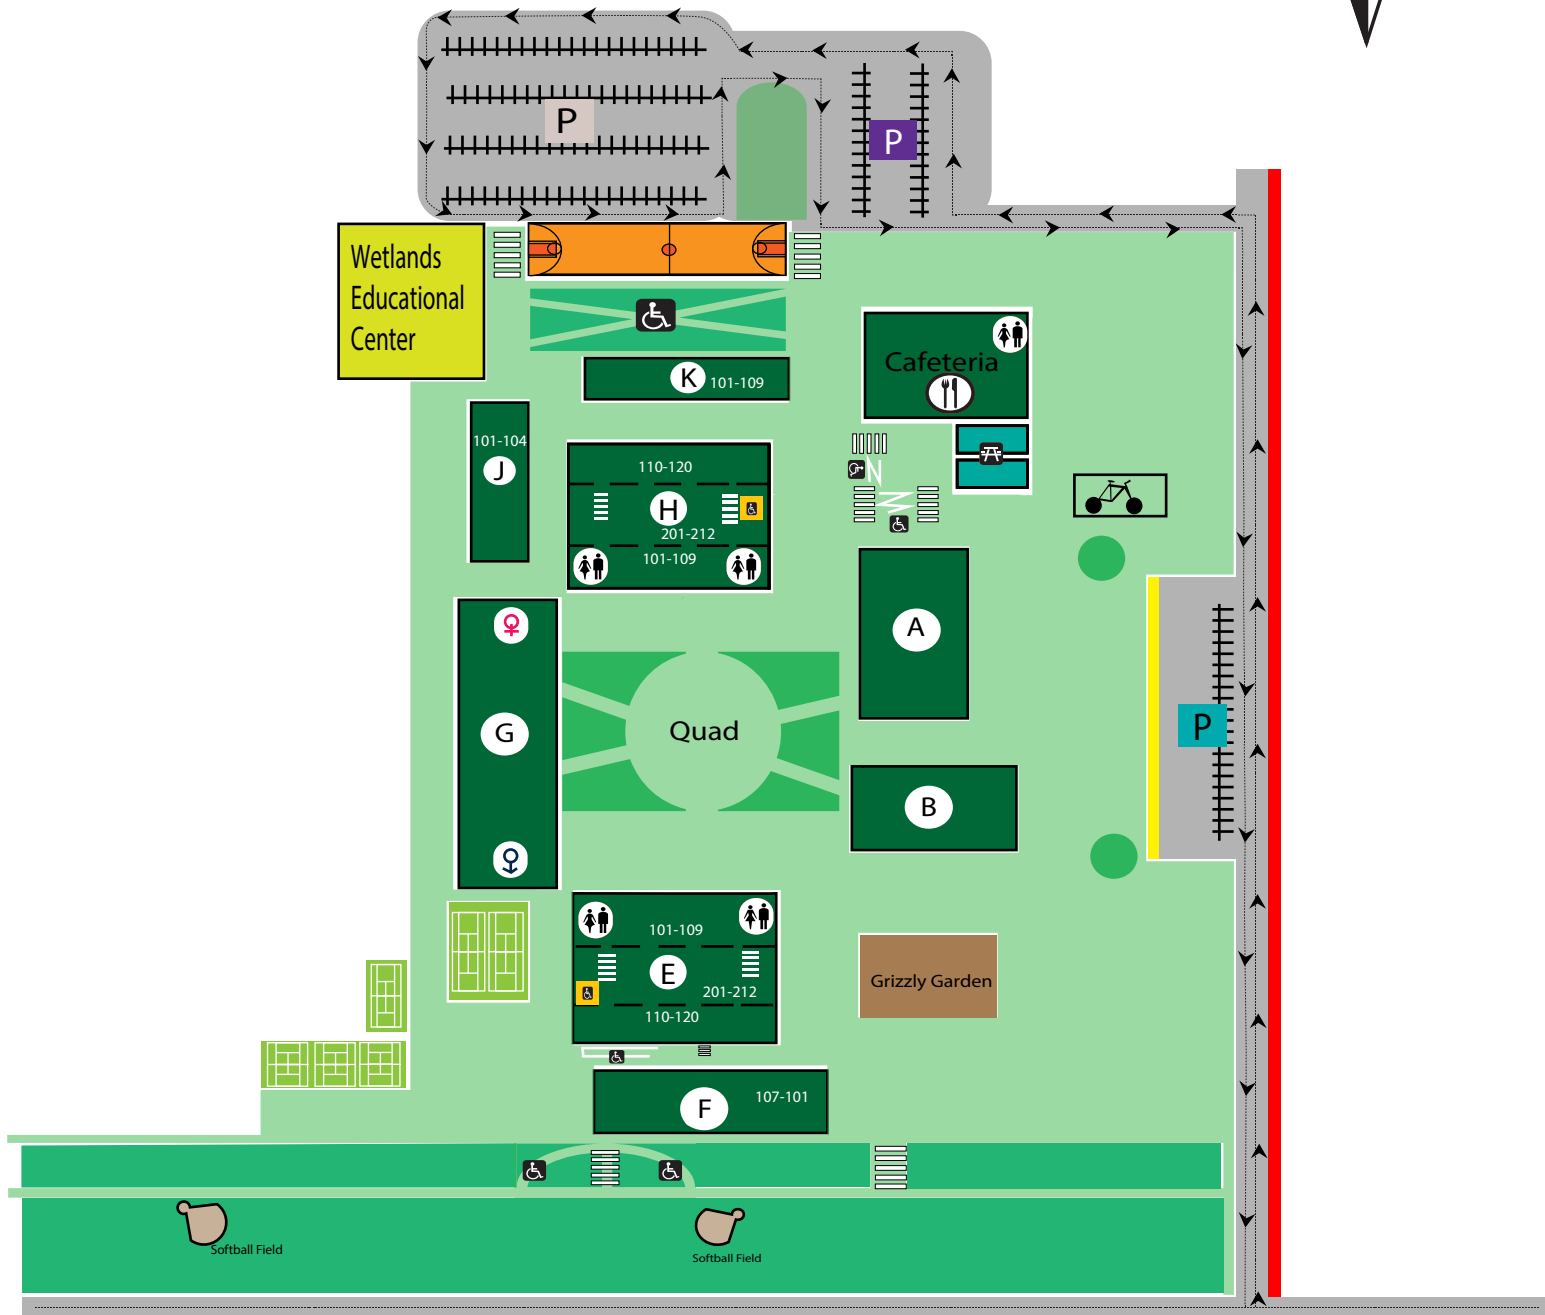 P
P
Wetlands
Educational
Center
Cafeteria
K 101-109
101-104
J
110-120
H
201-212
101-109
A
G
Quad
P
B
101-109
E
201-212
110-120
Grizzly Garden
F
107-101
Softball Field
Softball Field
N